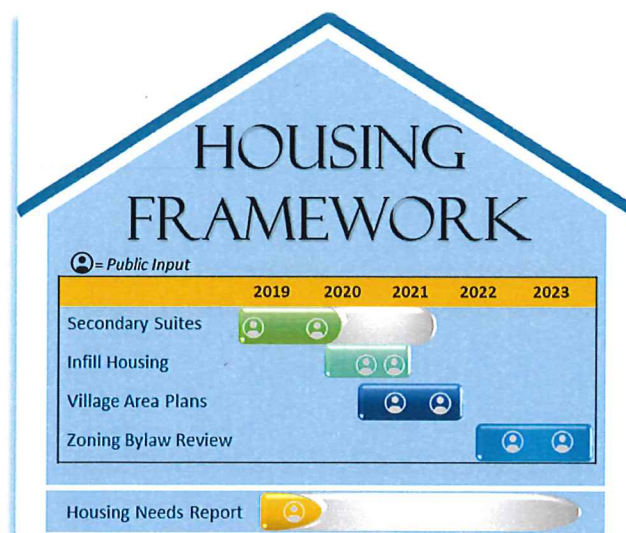 HOUSING
FRAMEWORK
= Public Input
2019 2020 2021 2022 2023
Secondary Suites
Infill Housing
Village Area Plans
Zoning Bylaw Review
Housing Needs Report